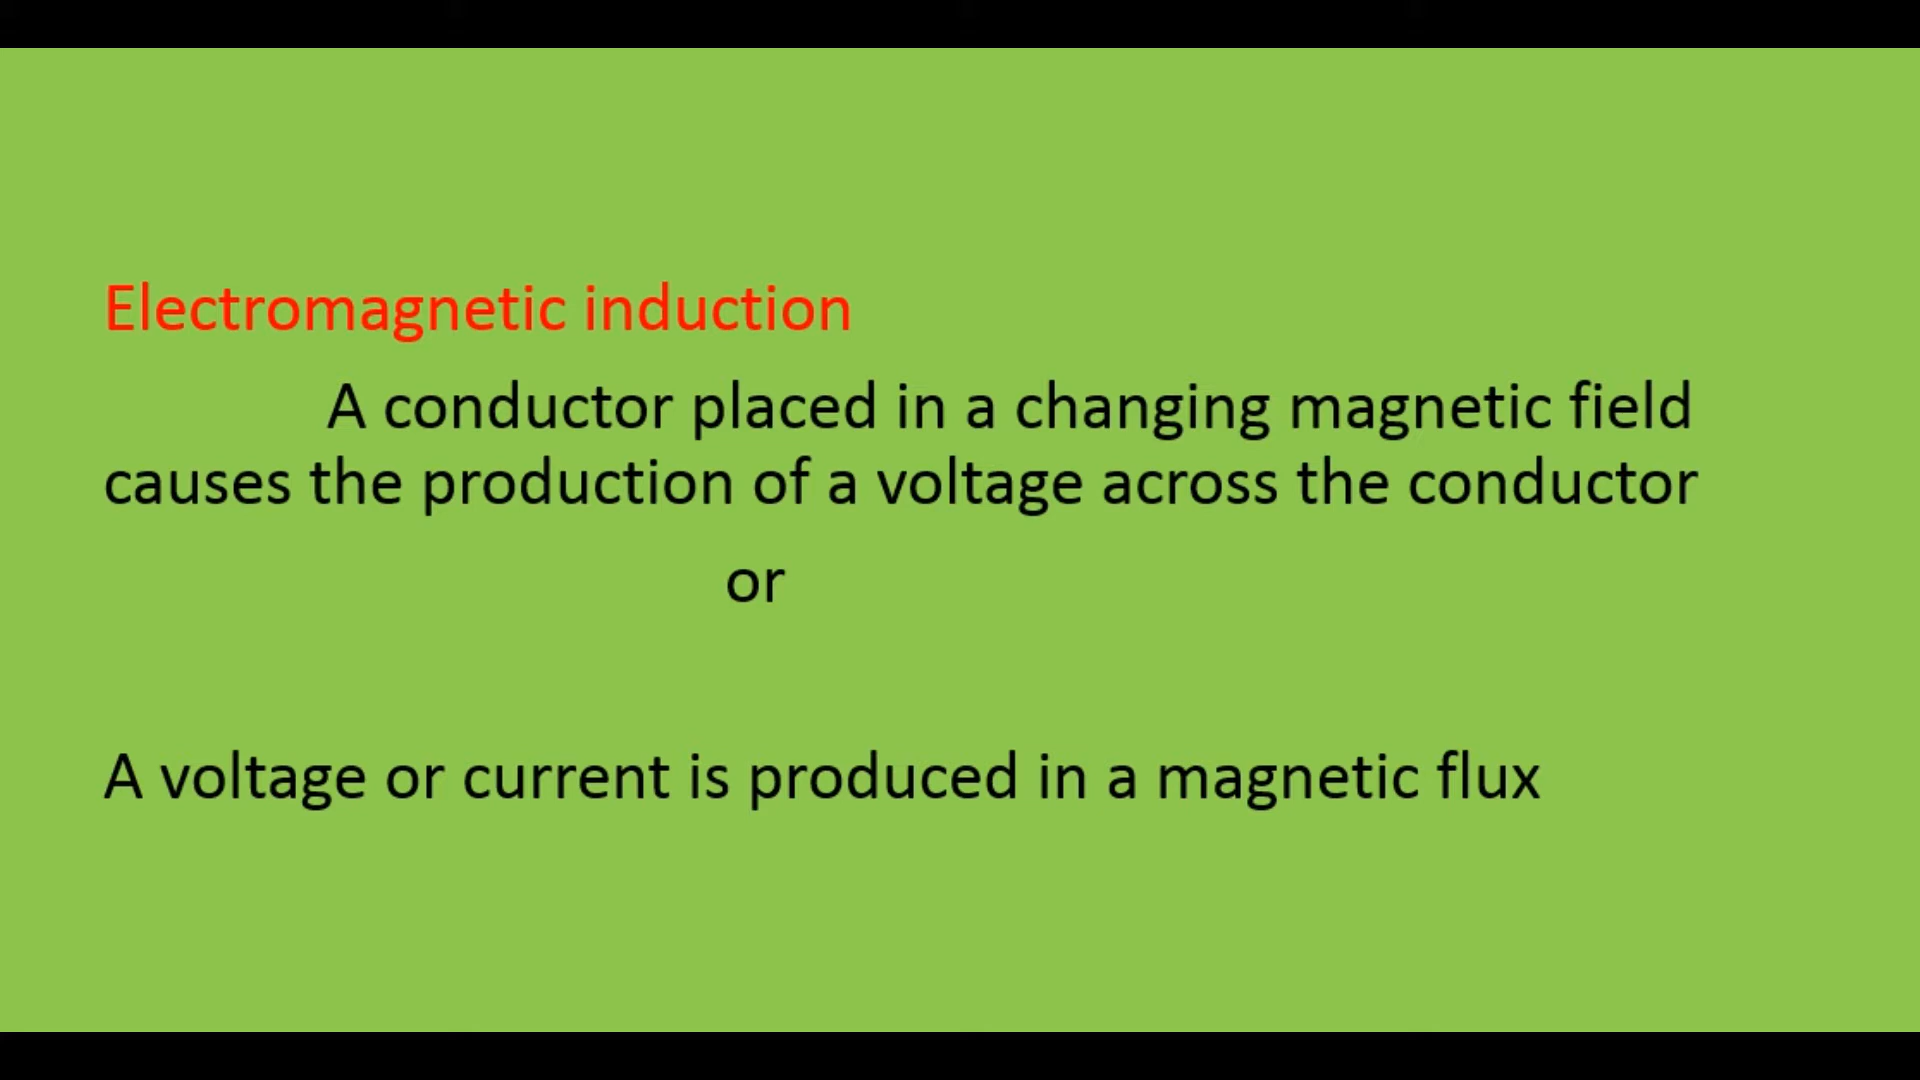 Electromagnetic induction
A conductor placed in a changing magnetic field
causes the production of a voltage across the conductor
or
A voltage or current is produced in a magnetic flux